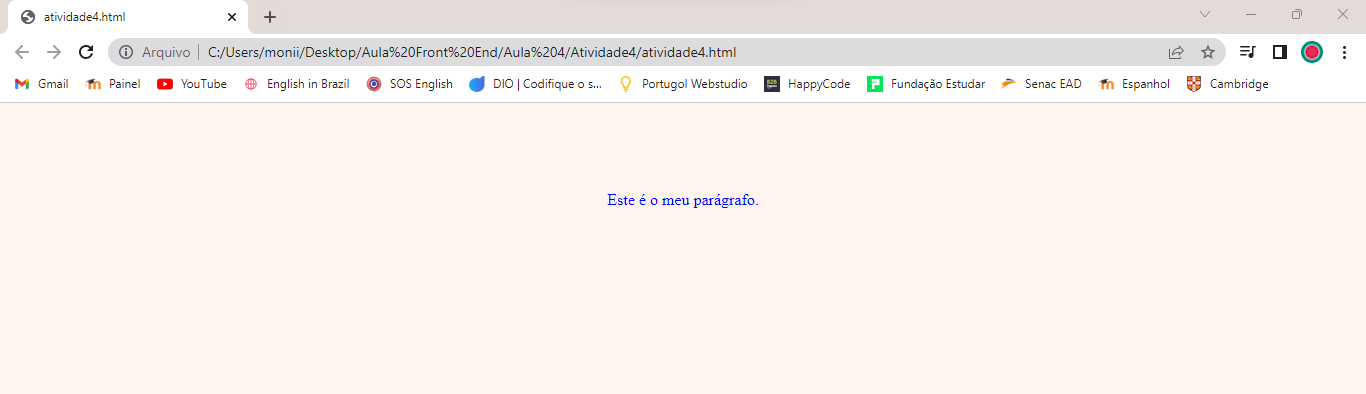 atividade4.html
Arquivo C:/Users/monii/Desktop/Aula%20Front%20End/Aula%204/Atividade4/atividade4.html
Gmail Painel YouTube English in Brazil SOS English DIO | Codifique o s... Portugol Webstudio HappyCode Fundação Estudar Senac EAD Espanhol Cambridge
Este é o meu parágrafo.